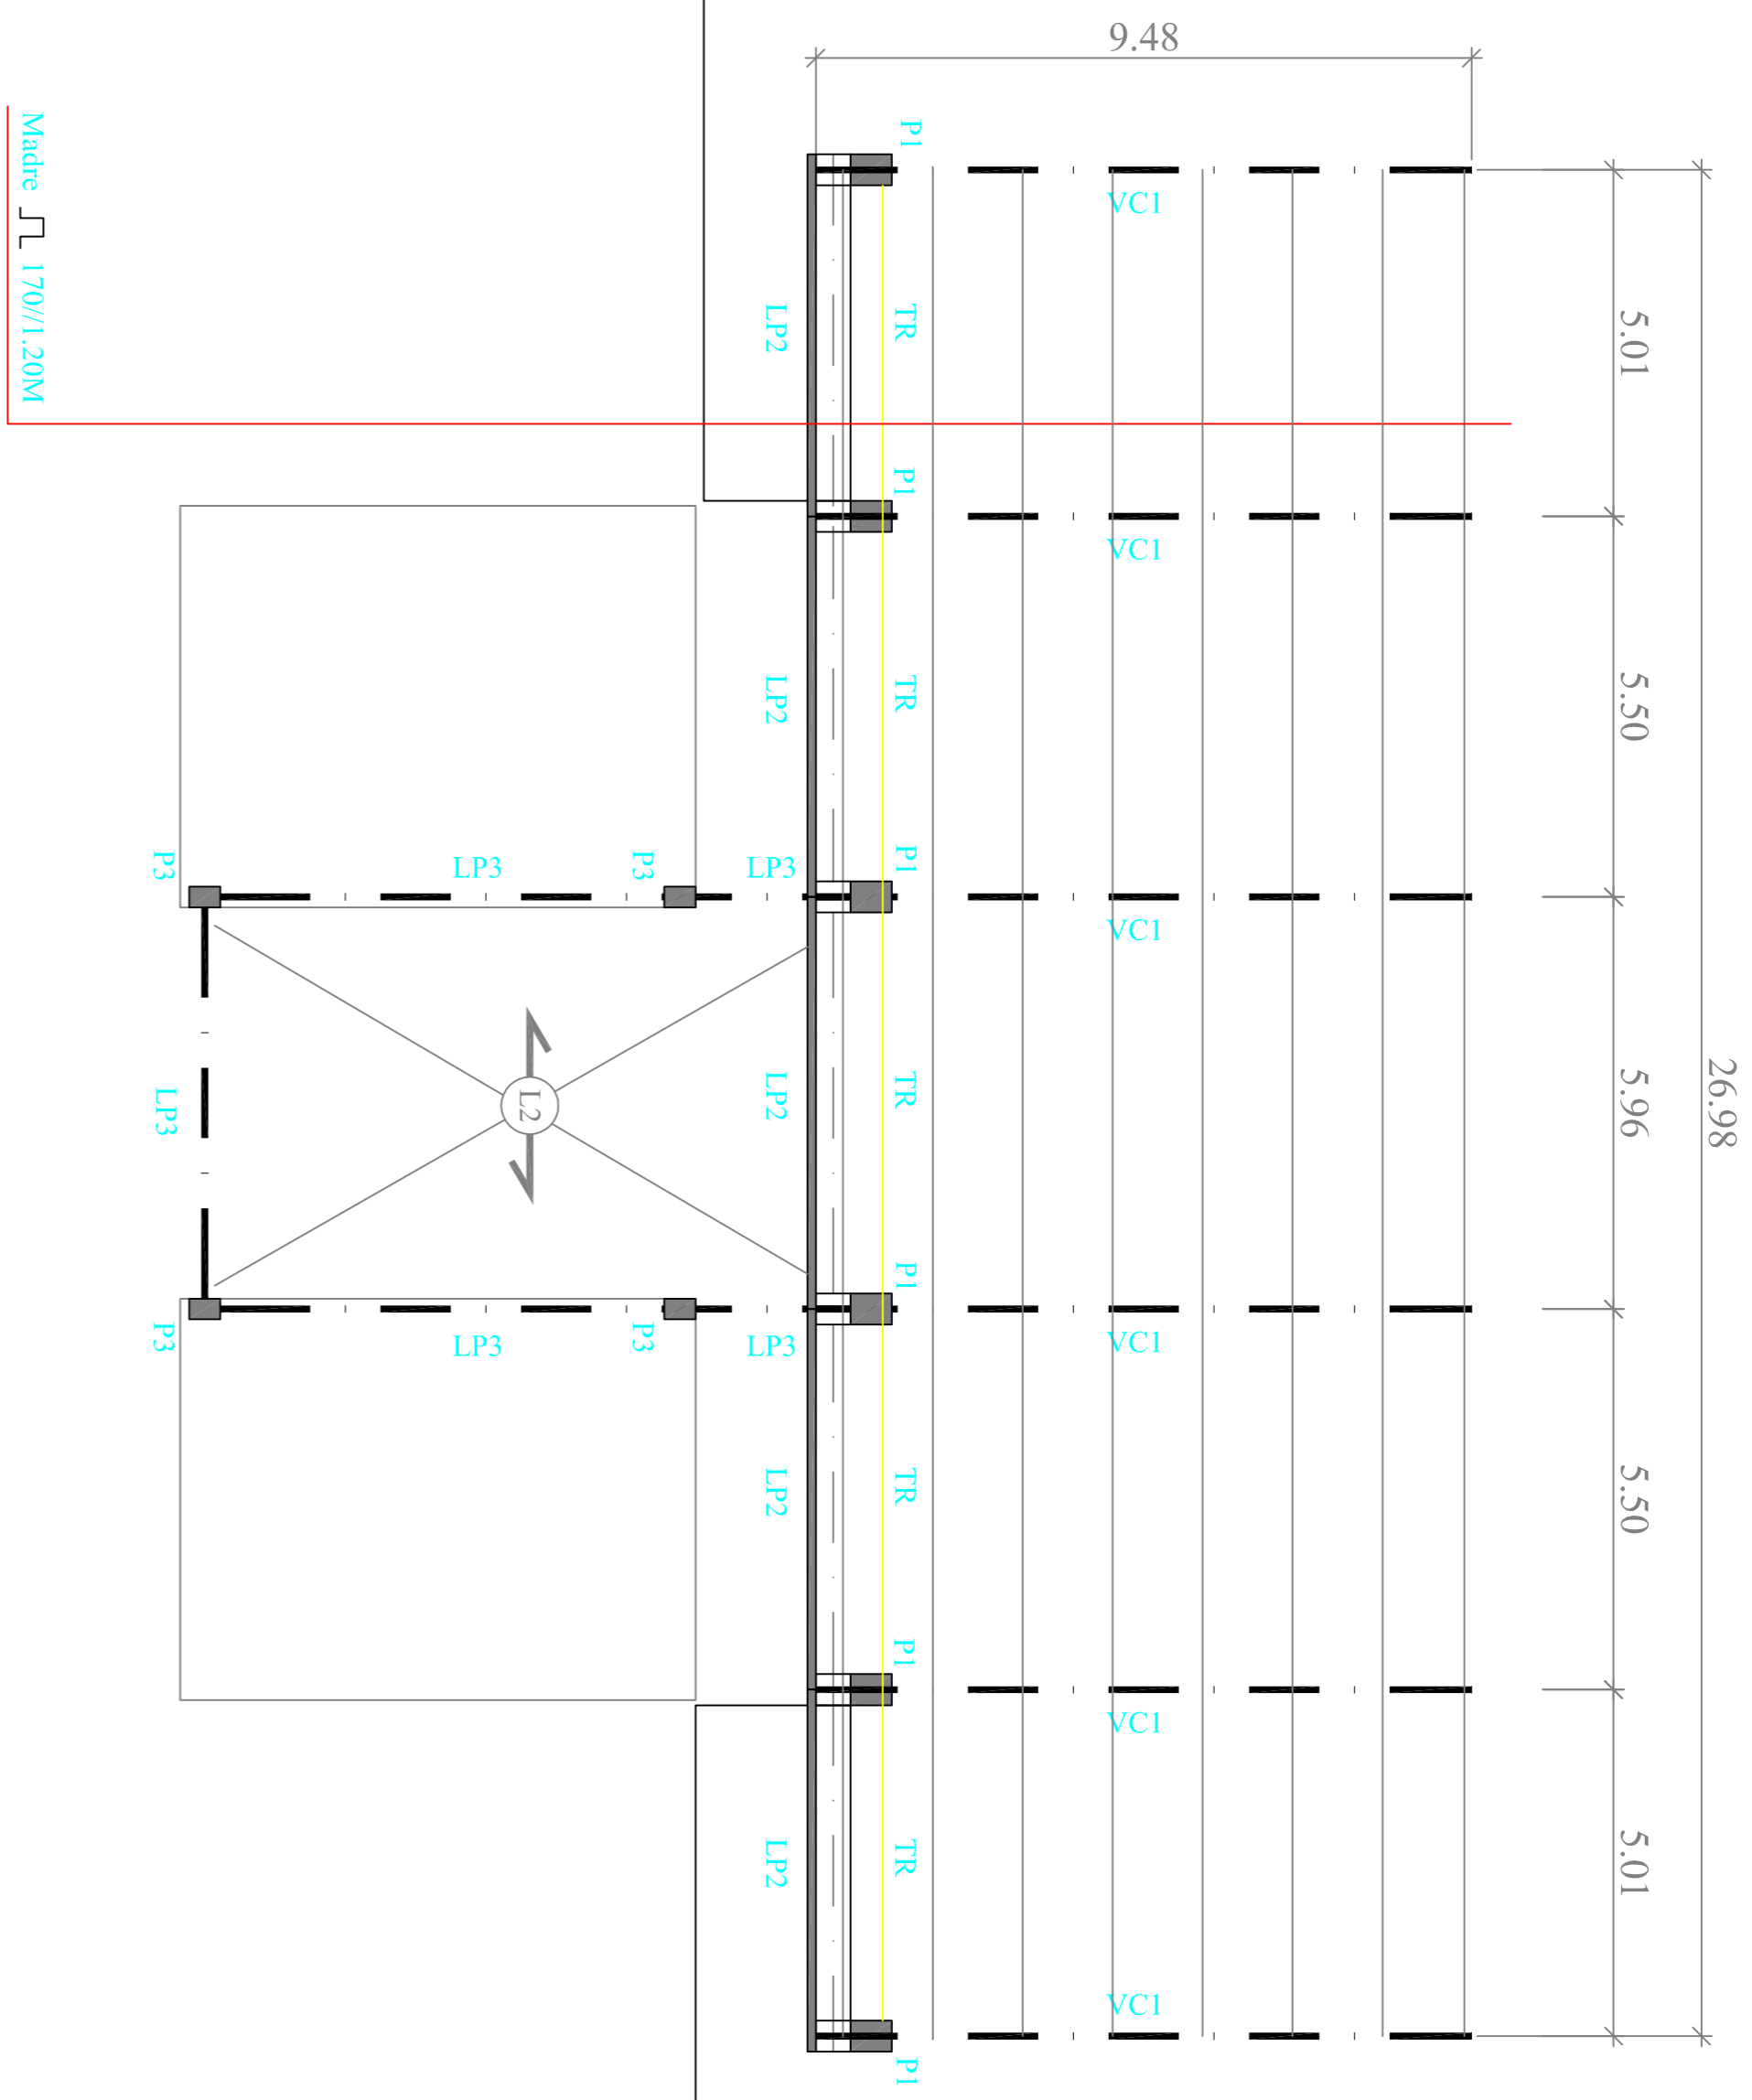 9.48
P1
VC1
5.01
LP2
TR
Madre 170//1.20M
P1
VC1
5.50
LP2
TR
P3
LP3
P3
LP3
P1
VC1
26.98
5.96
LP3
L2
LP2
TR
P1
P3
LP3
P3
LP3
VC1
5.50
LP2
TR
P1
VC1
5.01
LP2
TR
VC1
P1